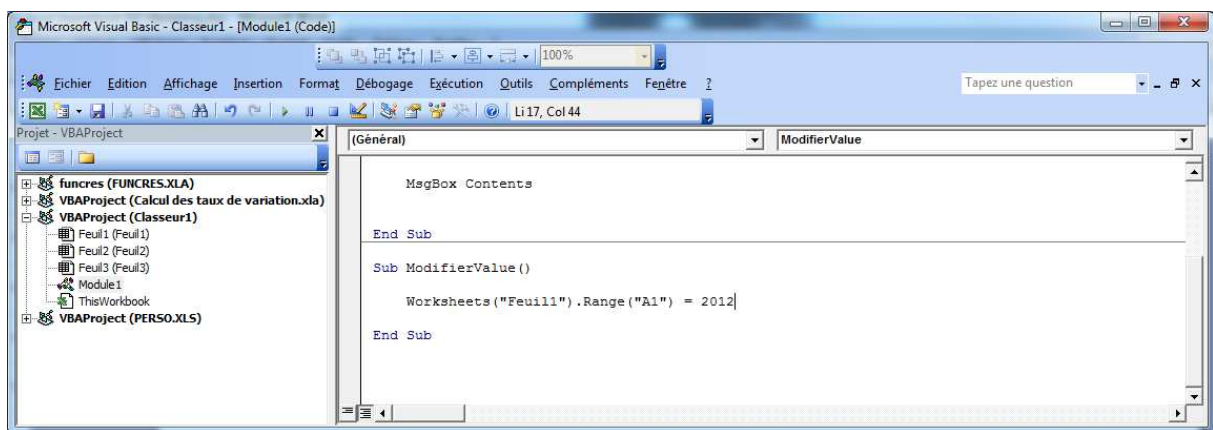 Microsoft Visual Basic - Classeur1 - [Module1 (Code)]
100%
Fichier Edition Affichage Insertion Format Débogage Exécution Outils Compléments Fenêtre ?
Tapez une question
Li 17, Col 44
Projet - VBAProject
(Général)
ModifierValue
funcres (FUNCRES.XLA)
VBAProject (Calcul des taux de variation.xla)
VBAProject (Classeur1)
Feuil1 (Feuil1)
Feuil2 (Feuil2)
Feuil3 (Feuil3)
Module1
ThisWorkbook
VBAProject (PERSO.XLS)
MsgBox Contents
End Sub
Sub ModifierValue()
Worksheets("Feuil1").Range("A1") = 2012
End Sub